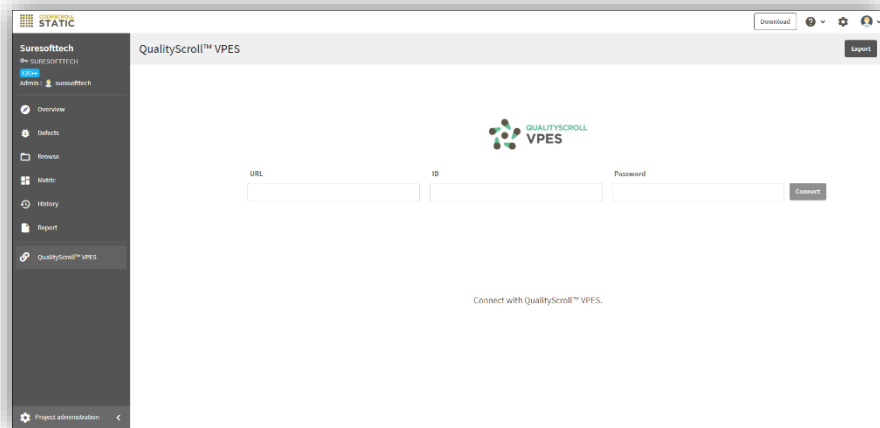 CODESCROLL
STATIC
Download
Suresofttech
SURESOFTTECH
C/C++
Admin : suresofttech
QualityScroll™ VPES
Export
Overview
Defects
Browse
Metric
History
Report
QualityScroll™ VPES
QUALITYSCROLL
VPES
URL
ID
Password
Connect
Connect with QualityScroll™ VPES.
Project administration